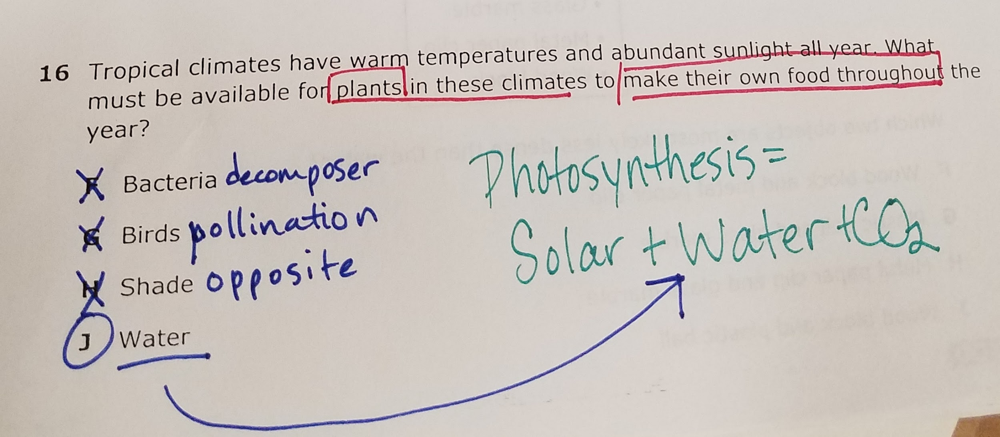 16 Tropical climates have warm temperatures and abundant sunlight all year. What
must be available for plants in these climates to make their own food throughout the
year?
F Bacteria decomposer
G Birds pollination
H Shade opposite
J Water
Photosynthesis =
Solar + Water + CO2